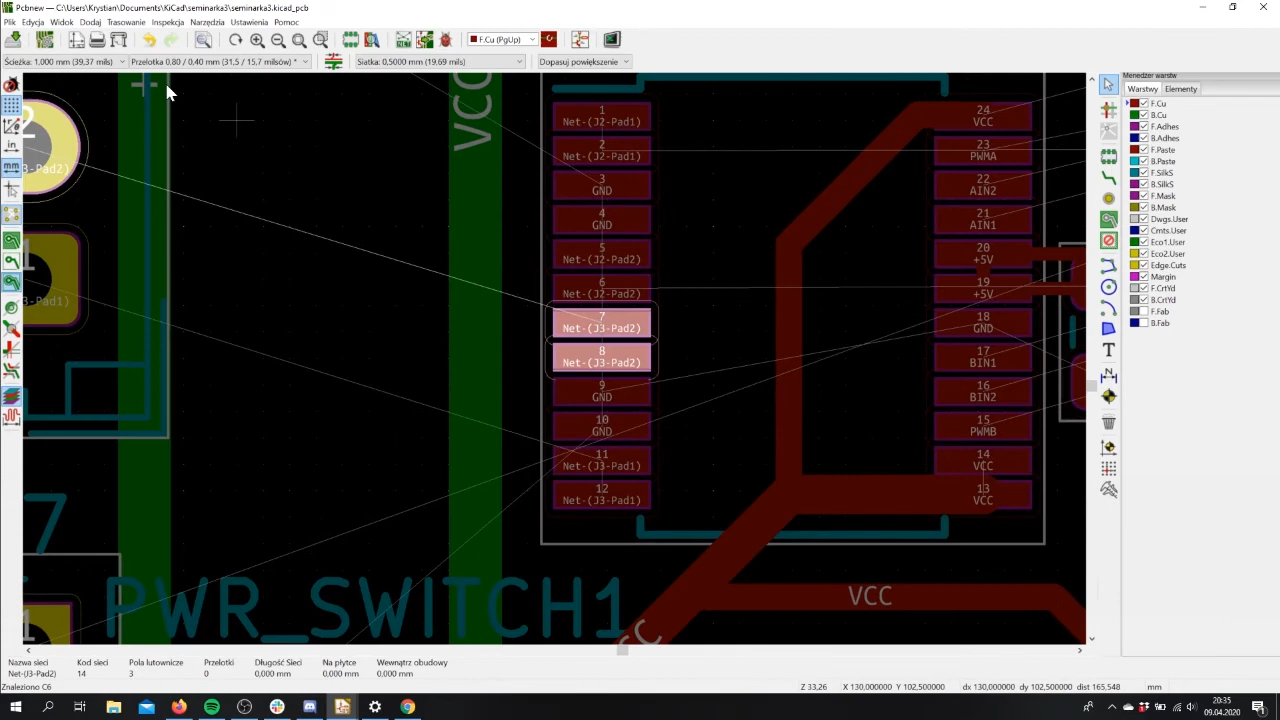 Pcbnew — C:\Users\Krystian\Documents\KiCad\seminarka3\seminarka3.kicad_pcb
Plik Edycja Widok Dodaj Trasowanie Inspekcja Narzędzia Ustawienia Pomoc
F.Cu (PgUp)
Ścieżka: 1,000 mm (39,37 mils) Przelotka 0,80 / 0,40 mm (31,5 / 15,7 milsów) * Siatka: 0,5000 mm (19,69 mils) Dopasuj powiększenie
Menedżer warstw
Warstwy Elementy
F.Cu
B.Cu
F.Adhes
B.Adhes
F.Paste
B.Paste
F.SilkS
B.SilkS
F.Mask
B.Mask
Dwgs.User
Cmts.User
Eco1.User
Eco2.User
Edge.Cuts
Margin
F.CrtYd
B.CrtYd
F.Fab
B.Fab
in
mm
2
J3-Pad2)
1
J3-Pad1)
VCC
1
Net-(J2-Pad1)
2
Net-(J2-Pad1)
3
GND
4
GND
5
Net-(J2-Pad2)
6
Net-(J2-Pad2)
7
Net-(J3-Pad2)
8
Net-(J3-Pad2)
9
GND
10
GND
11
Net-(J3-Pad1)
12
Net-(J3-Pad1)
24
VCC
23
PWMA
22
AIN2
21
AIN1
20
+5V
19
+5V
18
GND
17
BIN1
16
BIN2
15
PWMB
14
VCC
13
VCC
7
1
PWR_SWITCH1
VCC
Nazwa sieci Kod sieci Pola lutownicze Przelotki Długość Sieci Na płytce Wewnątrz obudowy
Net-(J3-Pad2) 14 3 0 0,000 mm 0,000 mm 0,000 mm
Znaleziono C6 Z 33,26 X 130,000000 Y 102,500000 dx 130,000000 dy 102,500000 dist 165,548 mm
20:35
09.04.2020